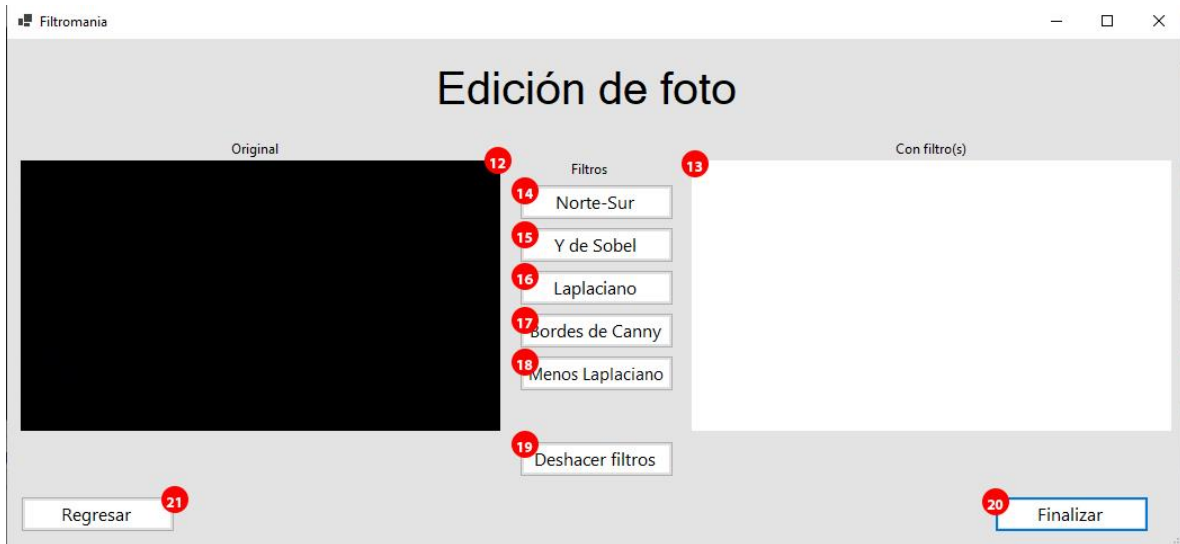 Filtromania
Edición de foto
Original
12
Filtros
13
Con filtro(s)
14
Norte-Sur
15
Y de Sobel
16
Laplaciano
17
Bordes de Canny
18
Menos Laplaciano
19
Deshacer filtros
21
Regresar
20
Finalizar